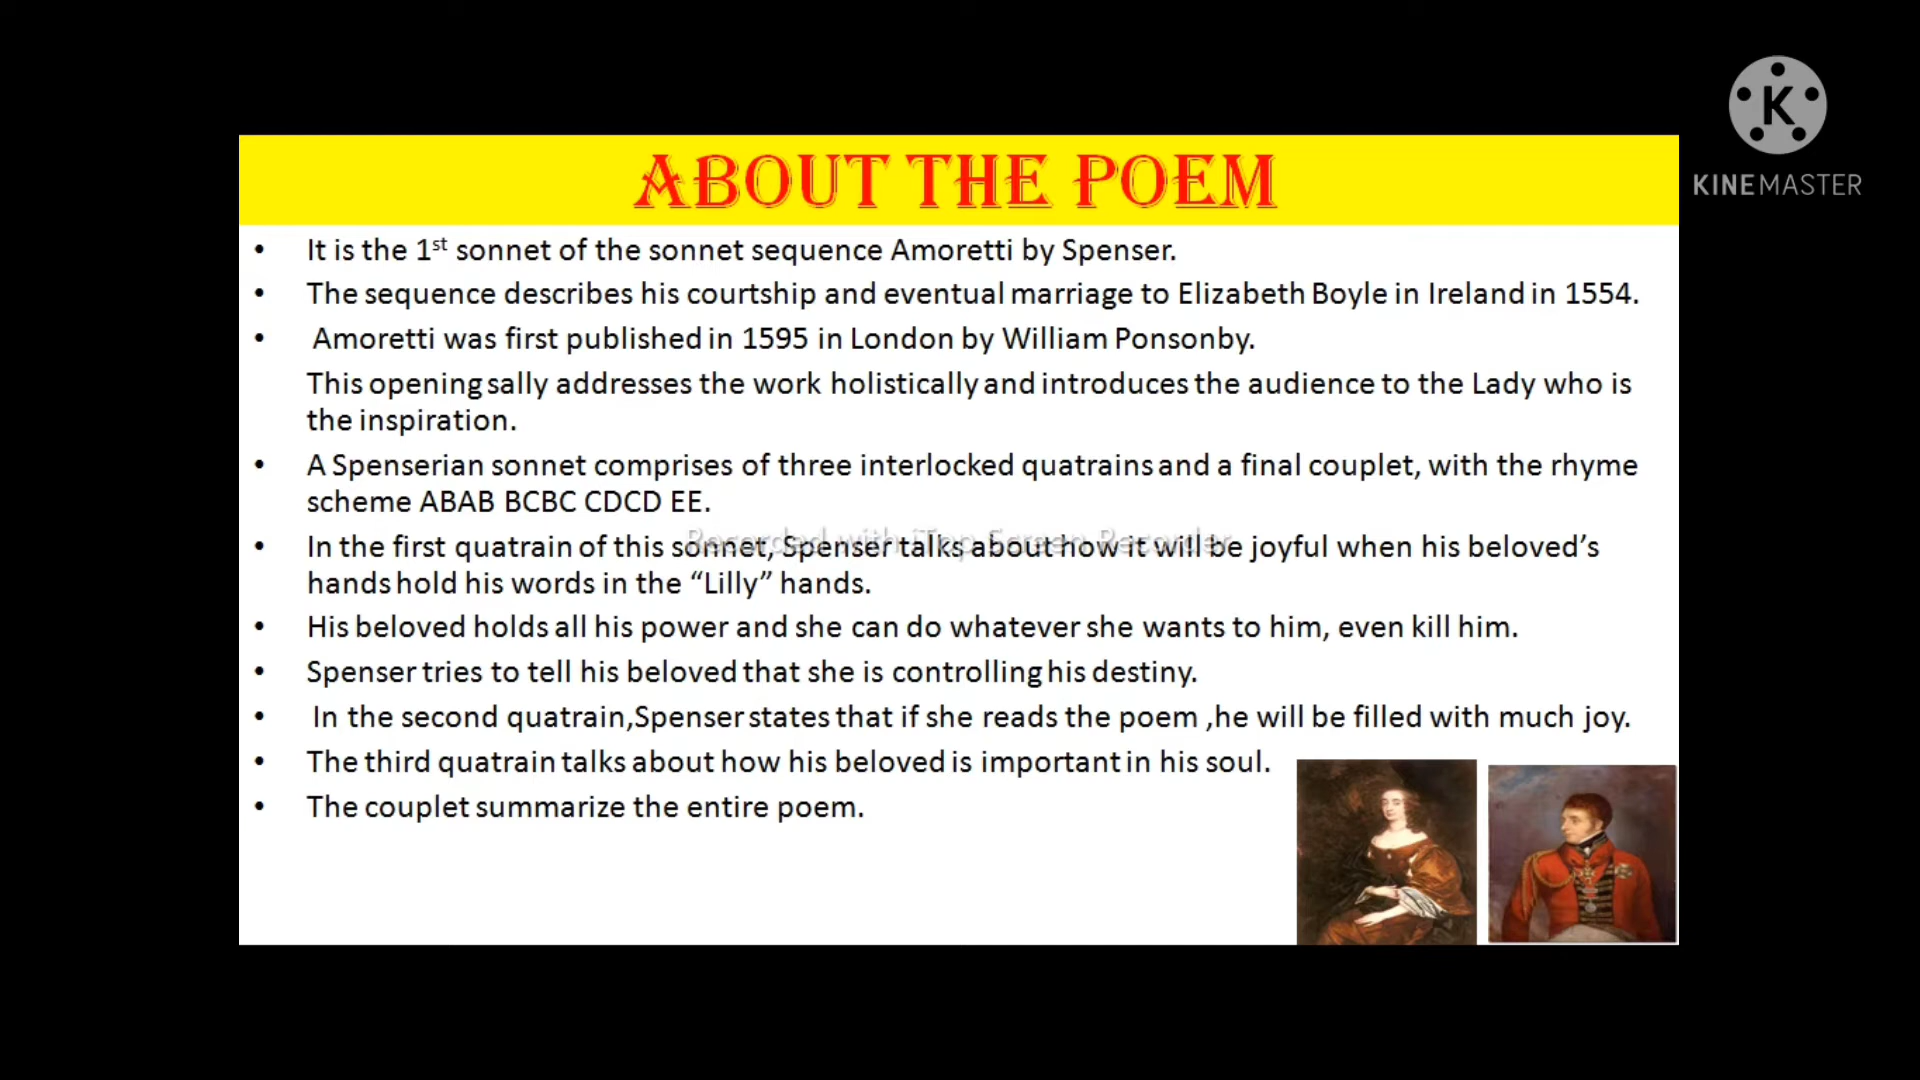 KINEMASTER
ABOUT THE POEM
• It is the 1st sonnet of the sonnet sequence Amoretti by Spenser.
• The sequence describes his courtship and eventual marriage to Elizabeth Boyle in Ireland in 1554.
• Amoretti was first published in 1595 in London by William Ponsonby.
This opening sally addresses the work holistically and introduces the audience to the Lady who is
the inspiration.
• A Spenserian sonnet comprises of three interlocked quatrains and a final couplet, with the rhyme
scheme ABAB BCBC CDCD EE.
Recorded with iTop Screen Recorder
• In the first quatrain of this sonnet, Spenser talks about how it will be joyful when his beloved’s
hands hold his words in the “Lilly” hands.
• His beloved holds all his power and she can do whatever she wants to him, even kill him.
• Spenser tries to tell his beloved that she is controlling his destiny.
• In the second quatrain,Spenser states that if she reads the poem ,he will be filled with much joy.
• The third quatrain talks about how his beloved is important in his soul.
• The couplet summarize the entire poem.